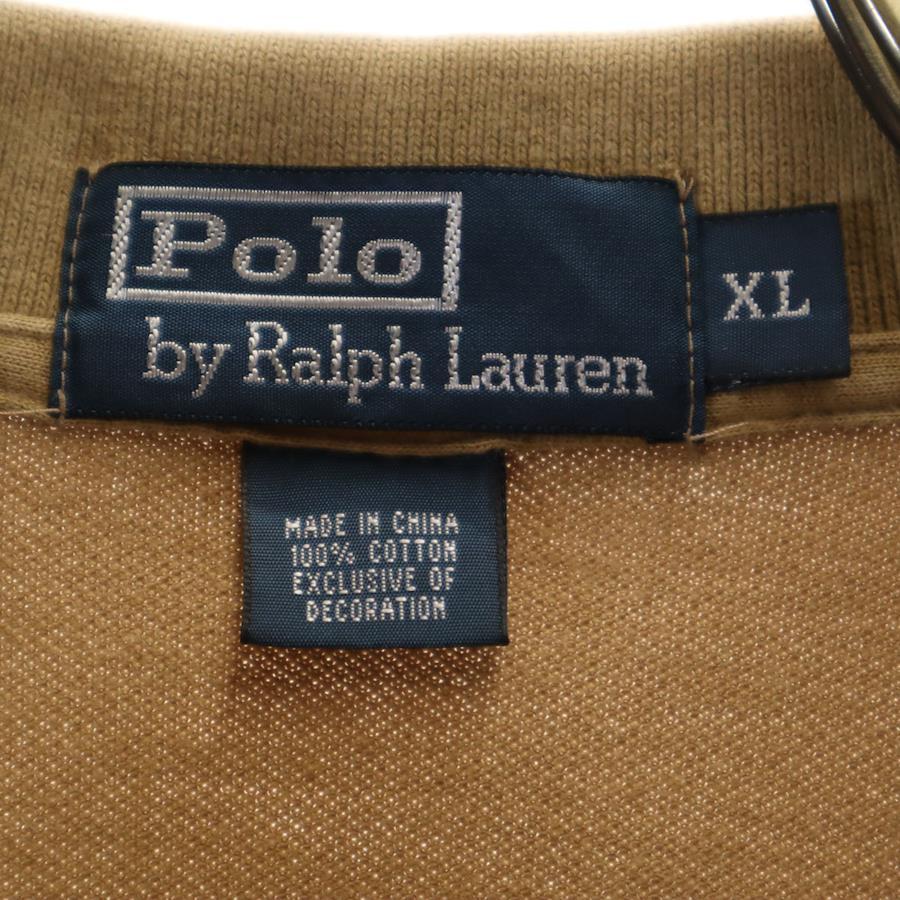 Polo
by Ralph Lauren
XL
MADE IN CHINA
100% COTTON
EXCLUSIVE OF
DECORATION